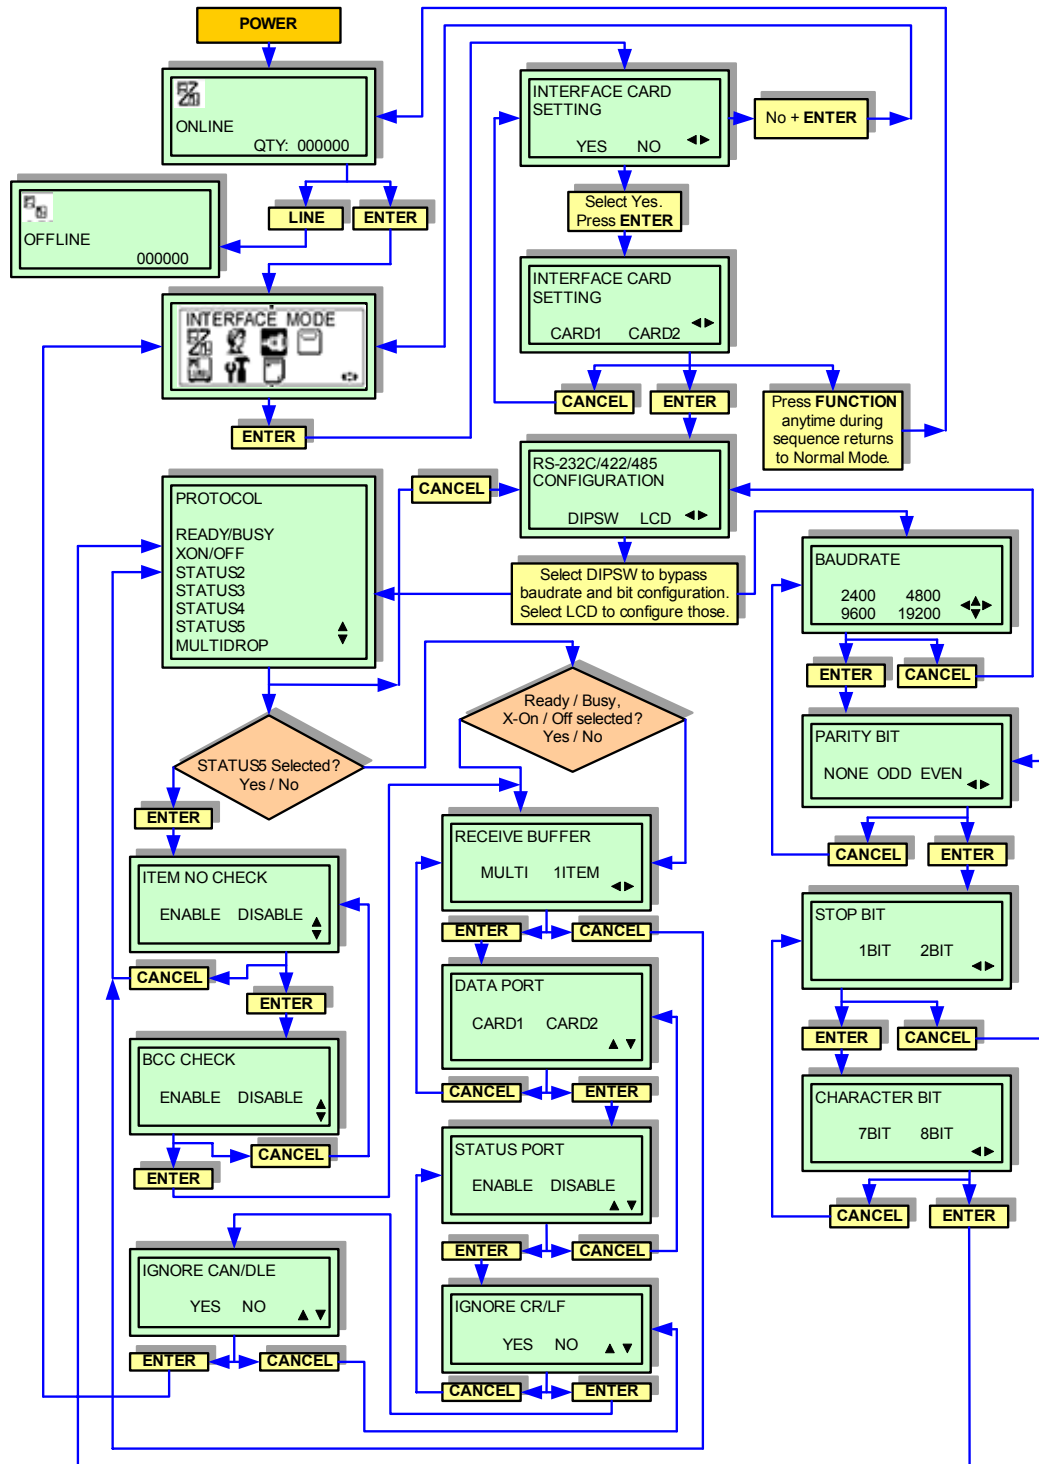 POWER
ONLINE
QTY: 000000
LINE
ENTER
OFFLINE
000000
INTERFACE MODE
ENTER
INTERFACE CARD
SETTING
YES NO
No + ENTER
Select Yes.
Press ENTER
INTERFACE CARD
SETTING
CARD1 CARD2
CANCEL
ENTER
Press FUNCTION
anytime during
sequence returns
to Normal Mode.
RS-232C/422/485
CONFIGURATION
DIPSW LCD
CANCEL
Select DIPSW to bypass
baudrate and bit configuration.
Select LCD to configure those.
PROTOCOL
READY/BUSY
XON/OFF
STATUS2
STATUS3
STATUS4
STATUS5
MULTIDROP
BAUDRATE
2400 4800
9600 19200
ENTER
CANCEL
PARITY BIT
NONE ODD EVEN
CANCEL
ENTER
STOP BIT
1BIT 2BIT
ENTER
CANCEL
CHARACTER BIT
7BIT 8BIT
CANCEL
ENTER
Ready / Busy,
X-On / Off selected?
Yes / No
STATUS5 Selected?
Yes / No
ENTER
ITEM NO CHECK
ENABLE DISABLE
CANCEL
ENTER
BCC CHECK
ENABLE DISABLE
CANCEL
ENTER
RECEIVE BUFFER
MULTI 1ITEM
ENTER
CANCEL
DATA PORT
CARD1 CARD2
CANCEL
ENTER
STATUS PORT
ENABLE DISABLE
ENTER
CANCEL
IGNORE CR/LF
YES NO
CANCEL
ENTER
IGNORE CAN/DLE
YES NO
ENTER
CANCEL